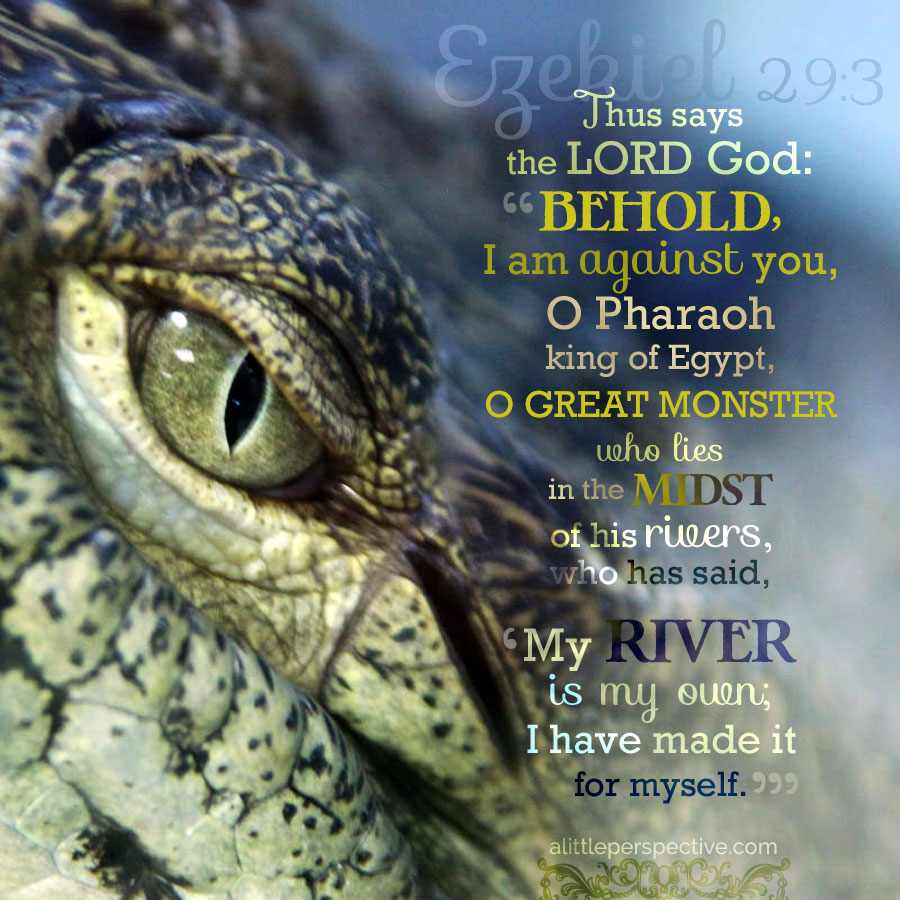 Ezekiel 29:3
Thus says
the LORD God:
“BEHOLD,
I am against you,
O Pharaoh
king of Egypt,
O GREAT MONSTER
who lies
in the MIDST
of his rivers,
who has said,
‘My RIVER
is my own;
I have made it
for myself.’”
alittleperspective.com